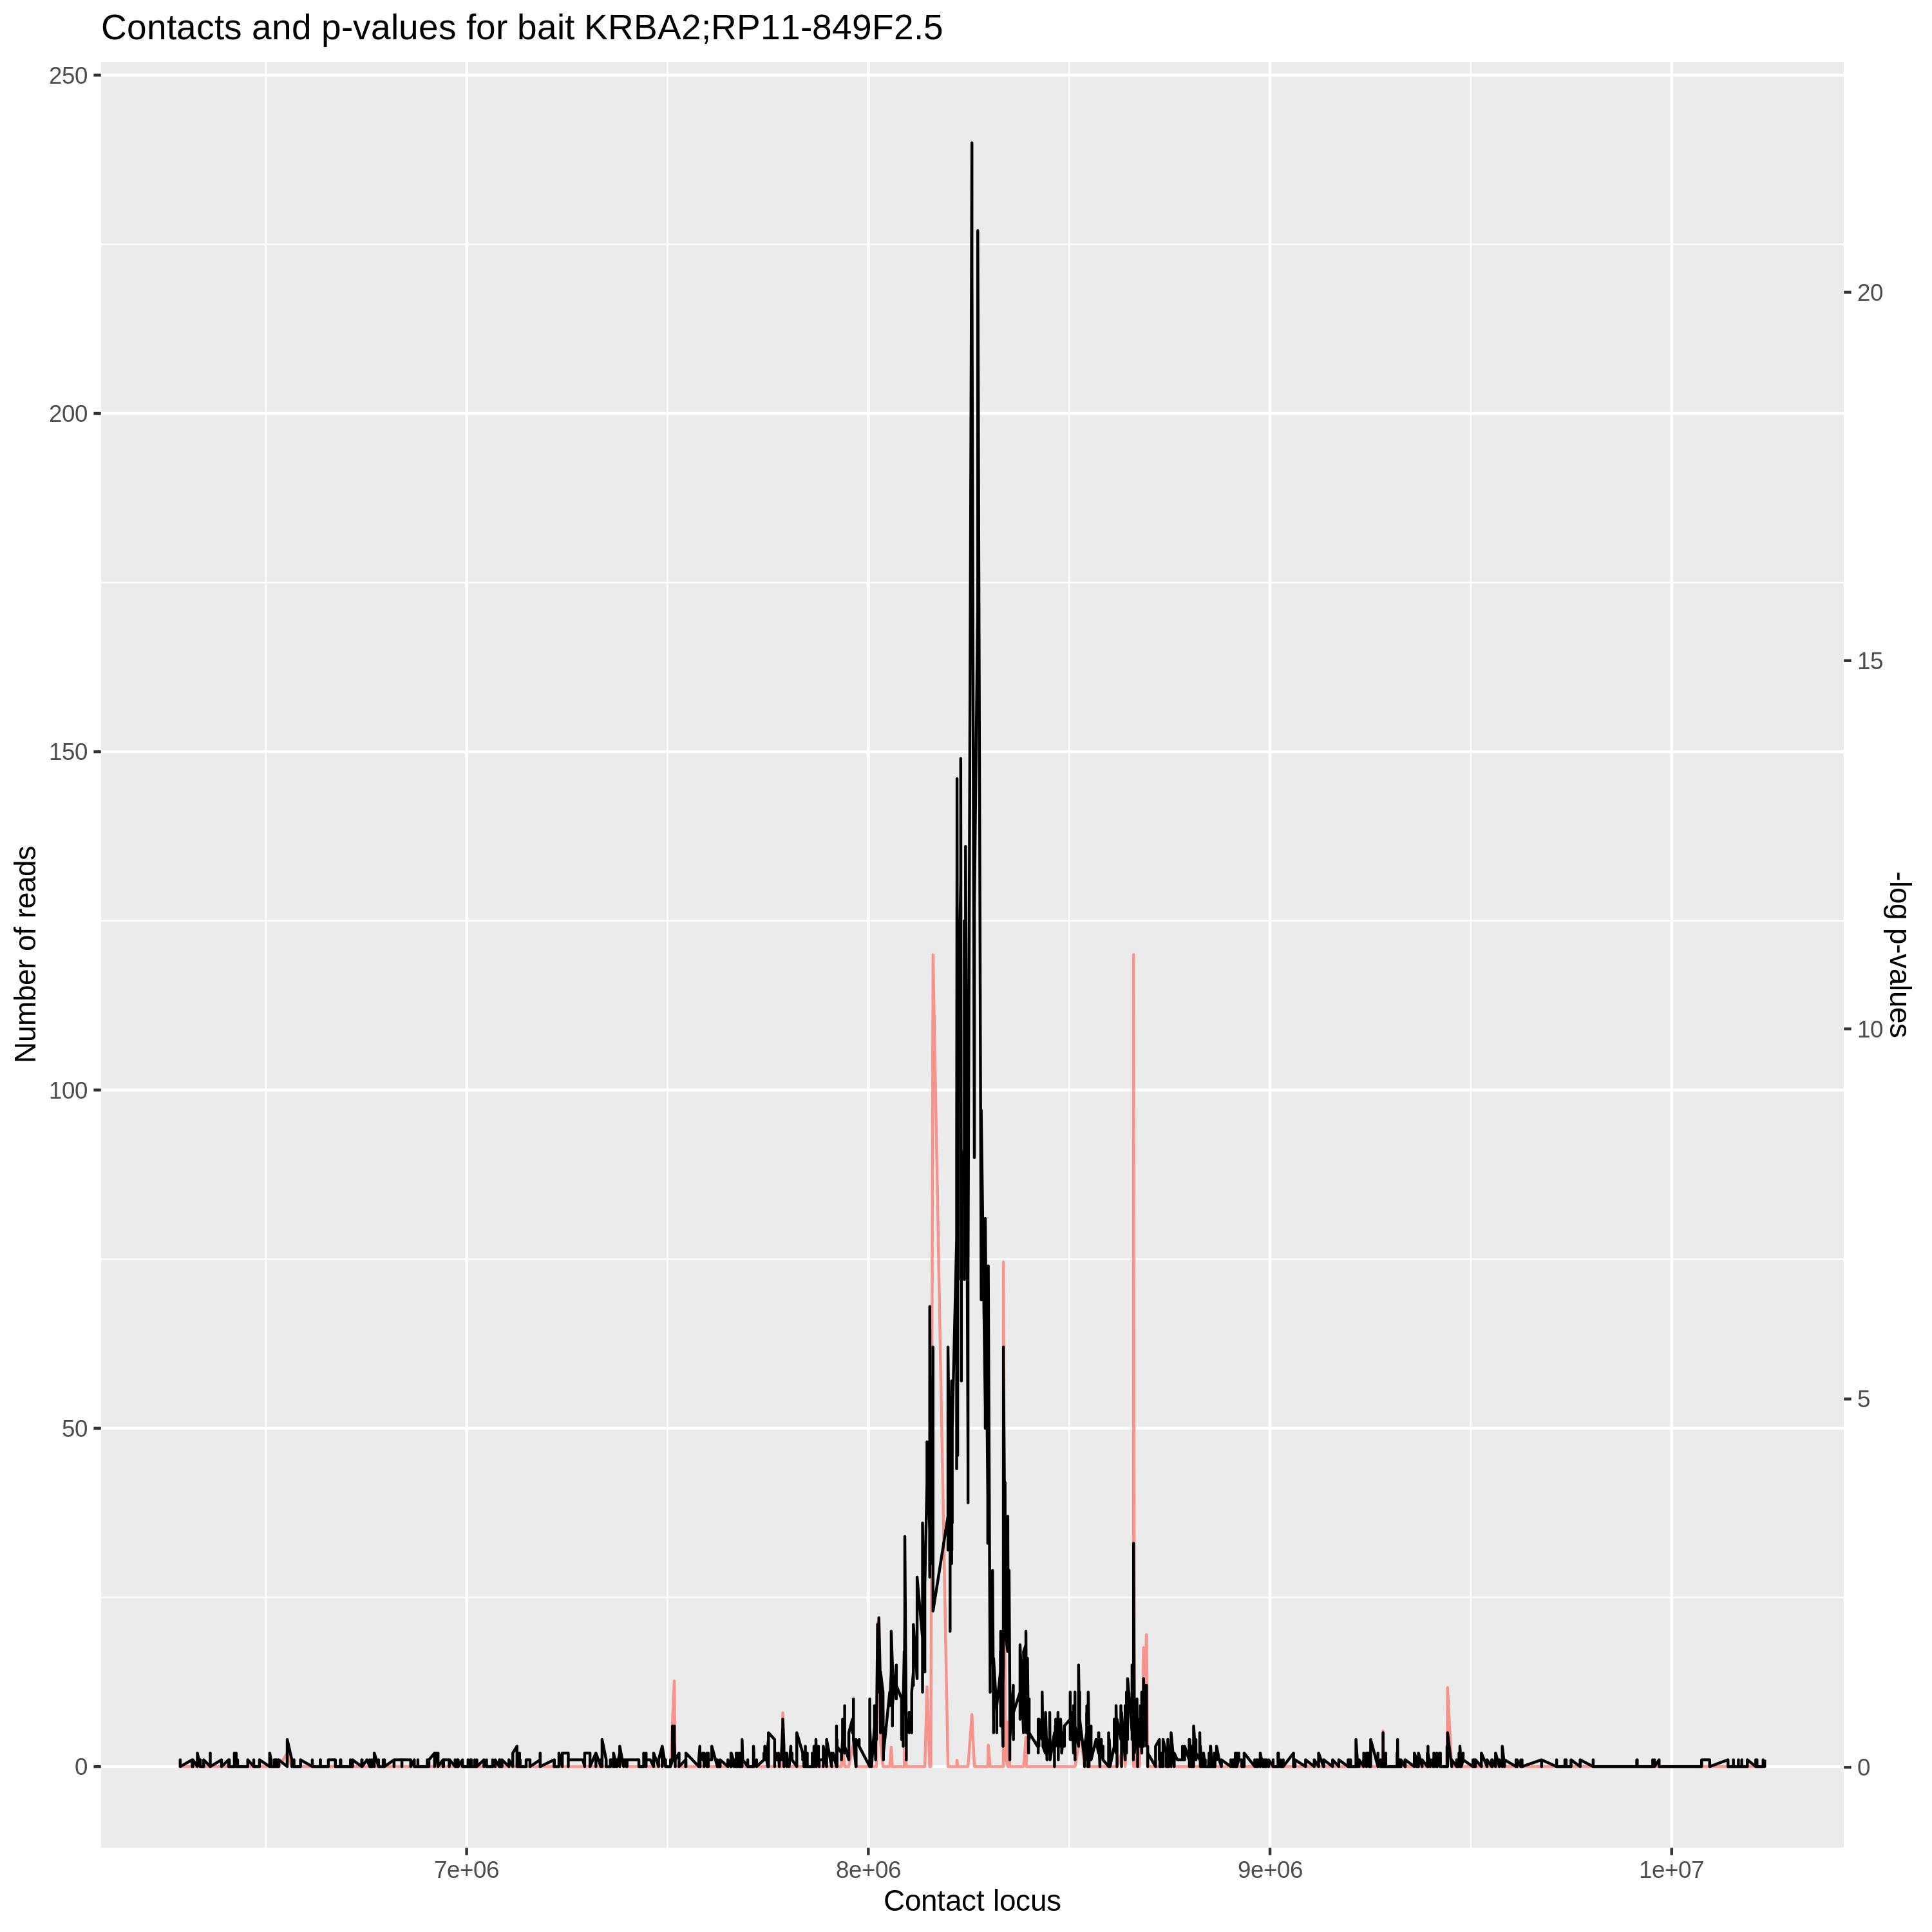 Contacts and p-values for bait KRBA2;RP11-849F2.5
250
200
150
100
50
0
Number of reads
20
15
10
5
0
-log p-values
7e+06
8e+06
9e+06
1e+07
Contact locus